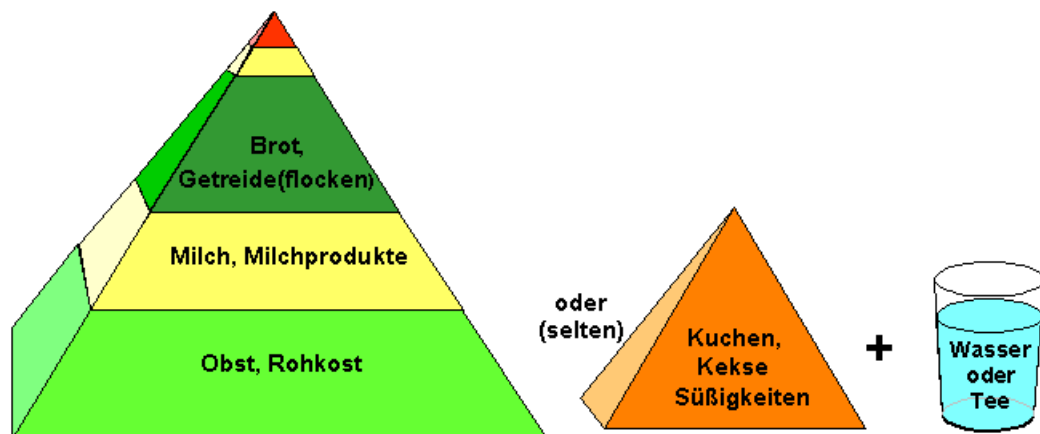 Brot,
Getreide(flocken)
Milch, Milchprodukte
Obst, Rohkost
oder
(selten)
Kuchen,
Kekse
Süßigkeiten
+
Wasser
oder
Tee